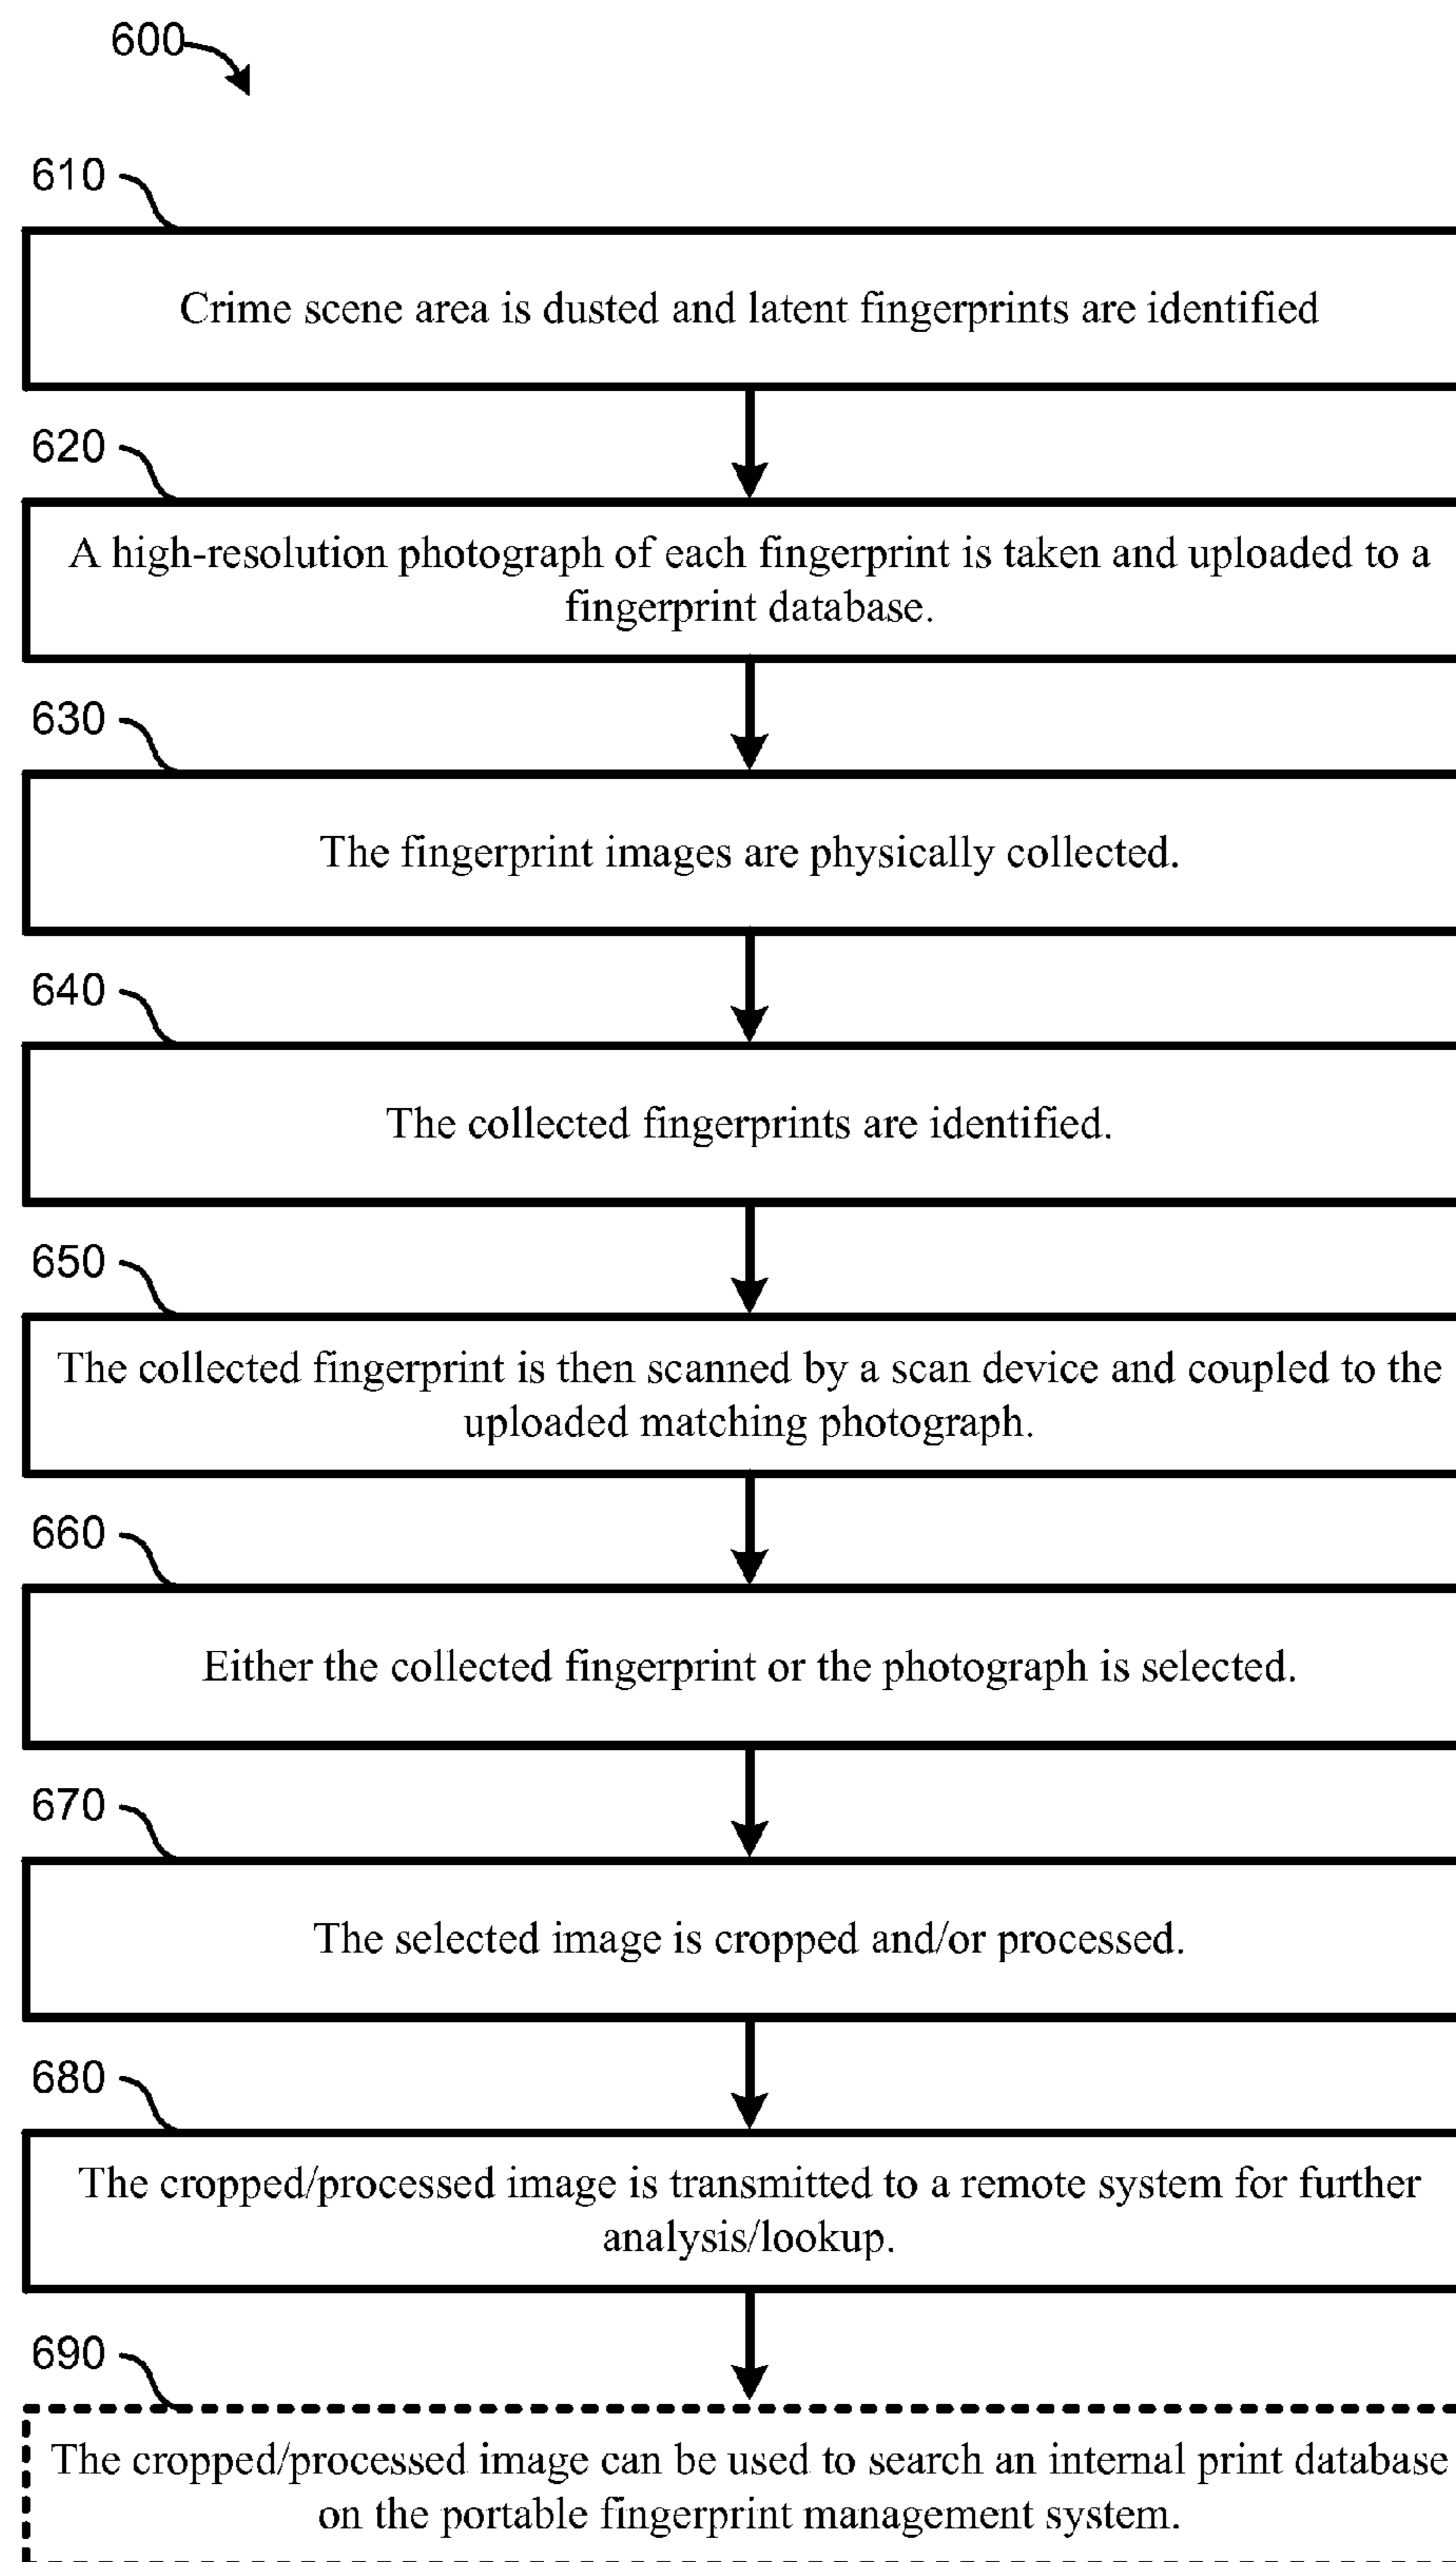 600
610
Crime scene area is dusted and latent fingerprints are identified
620
A high-resolution photograph of each fingerprint is taken and uploaded to a
fingerprint database.
630
The fingerprint images are physically collected.
640
The collected fingerprints are identified.
650
The collected fingerprint is then scanned by a scan device and coupled to the
uploaded matching photograph.
660
Either the collected fingerprint or the photograph is selected.
670
The selected image is cropped and/or processed.
680
The cropped/processed image is transmitted to a remote system for further
analysis/lookup.
690
The cropped/processed image can be used to search an internal print database
on the portable fingerprint management system.